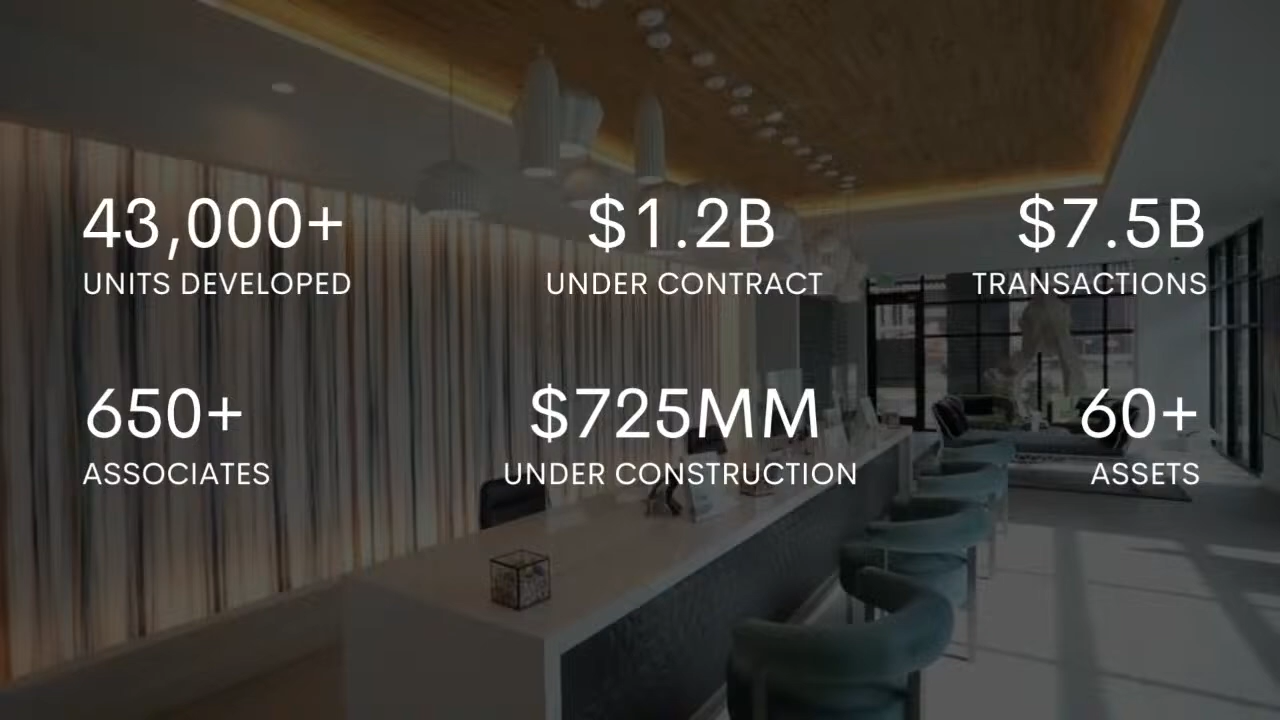 43,000+
UNITS DEVELOPED
$1.2B
UNDER CONTRACT
$7.5B
TRANSACTIONS
650+
ASSOCIATES
$725MM
UNDER CONSTRUCTION
60+
ASSETS